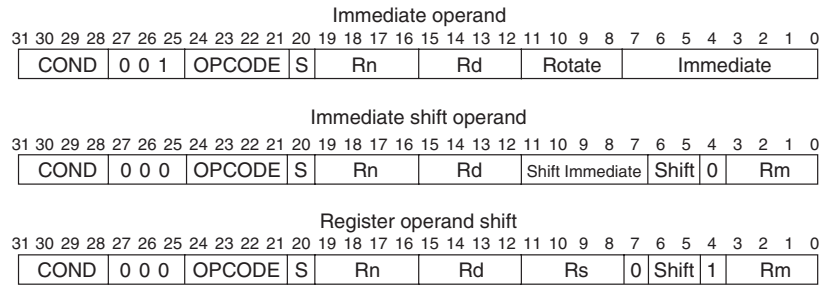 Immediate operand
31 30 29 28 27 26 25 24 23 22 21 20 19 18 17 16 15 14 13 12 11 10 9 8 7 6 5 4 3 2 1 0
COND 0 0 1 OPCODE S Rn Rd Rotate Immediate
Immediate shift operand
31 30 29 28 27 26 25 24 23 22 21 20 19 18 17 16 15 14 13 12 11 10 9 8 7 6 5 4 3 2 1 0
COND 0 0 0 OPCODE S Rn Rd Shift Immediate Shift 0 Rm
Register operand shift
31 30 29 28 27 26 25 24 23 22 21 20 19 18 17 16 15 14 13 12 11 10 9 8 7 6 5 4 3 2 1 0
COND 0 0 0 OPCODE S Rn Rd Rs 0 Shift 1 Rm